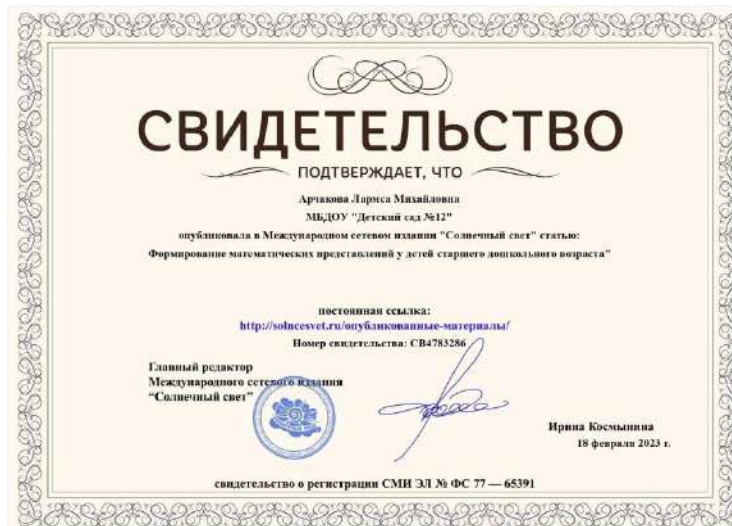 СВИДЕТЕЛЬСТВО
ПОДТВЕРЖДАЕТ, ЧТО
Арчакова Лариса Михайловна
МБДОУ "Детский сад №12"
опубликовала в Международном сетевом издании "Солнечный свет" статью:
Формирование математических представлений у детей старшего дошкольного возраста"
постоянная ссылка:
http://solncesvet.ru/опубликованные-материалы/
Номер свидетельства: СВ4783286
Главный редактор
Международного сетевого издания
“Солнечный свет”
Ирина Космынина
18 февраля 2023 г.
свидетельство о регистрации СМИ ЭЛ № ФС 77 — 65391